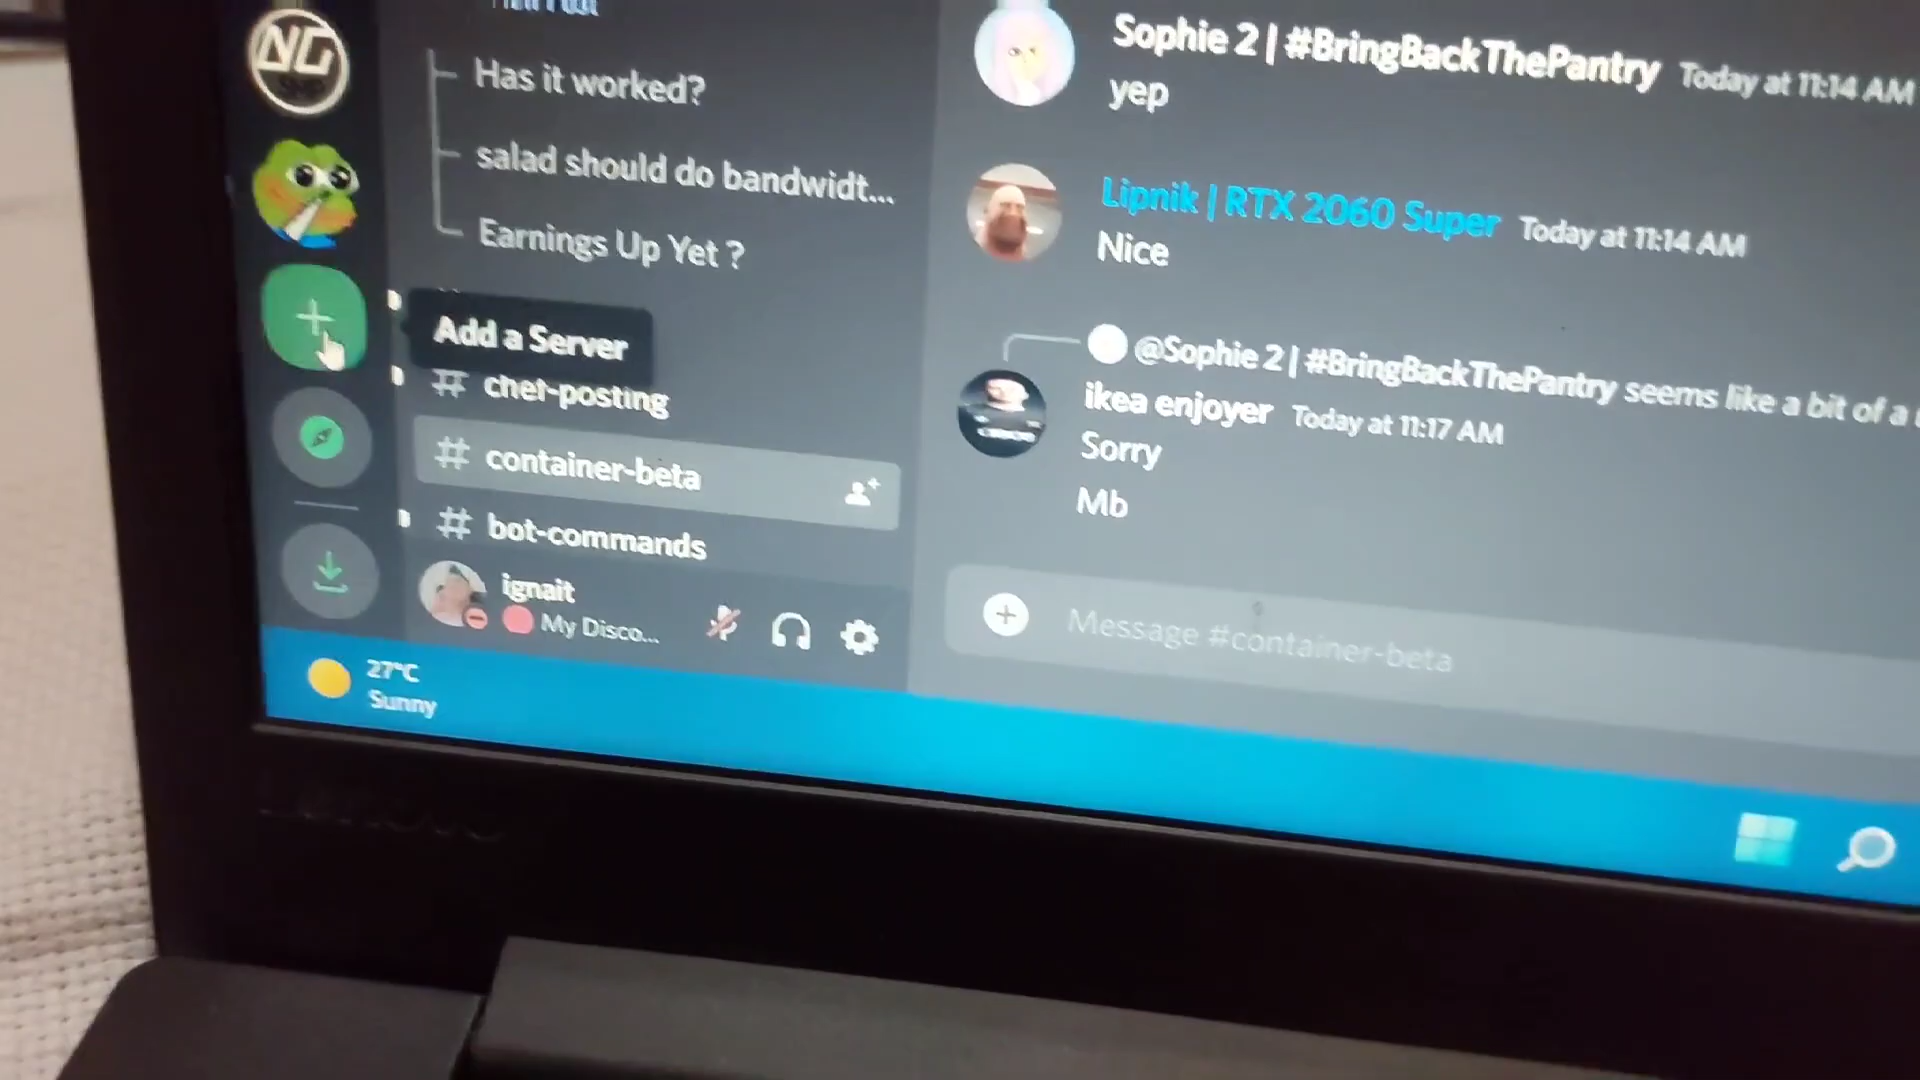 NG
SMP
Has it worked?
salad should do bandwidt...
Earnings Up Yet ?
Add a Server
# chef-posting
# container-beta
# bot-commands
ignait
My Disco...
27°C
Sunny
Sophie 2 | #BringBackThePantry Today at 11:14 AM
yep
Lipnik | RTX 2060 Super Today at 11:14 AM
Nice
@Sophie 2 | #BringBackThePantry seems like a bit of a
ikea enjoyer Today at 11:17 AM
Sorry
Mb
Message #container-beta
lenovo